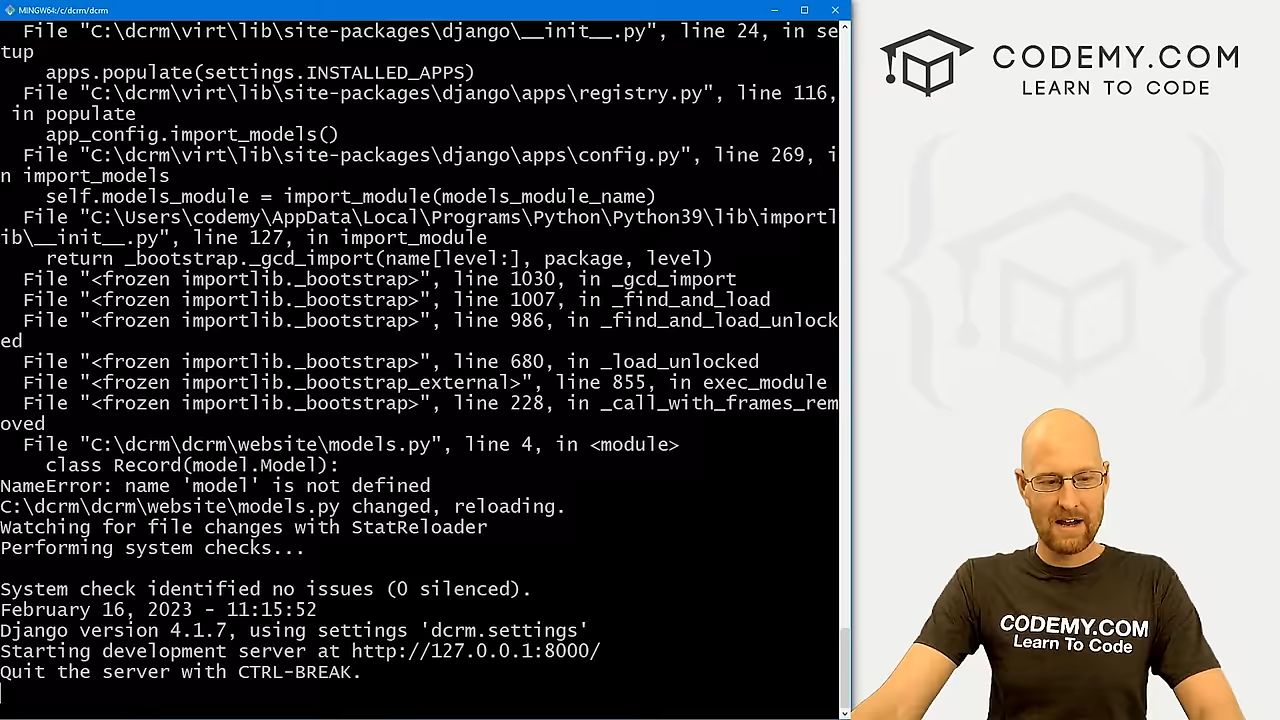 MINGW64:/c/dcrm/dcrm
  File "C:\dcrm\virt\lib\site-packages\django\__init__.py", line 24, in se
tup
    apps.populate(settings.INSTALLED_APPS)
  File "C:\dcrm\virt\lib\site-packages\django\apps\registry.py", line 116,
 in populate
    app_config.import_models()
  File "C:\dcrm\virt\lib\site-packages\django\apps\config.py", line 269, i
n import_models
    self.models_module = import_module(models_module_name)
  File "C:\Users\codemy\AppData\Local\Programs\Python\Python39\lib\importl
ib\__init__.py", line 127, in import_module
    return _bootstrap._gcd_import(name[level:], package, level)
  File "<frozen importlib._bootstrap>", line 1030, in _gcd_import
  File "<frozen importlib._bootstrap>", line 1007, in _find_and_load
  File "<frozen importlib._bootstrap>", line 986, in _find_and_load_unlock
ed
  File "<frozen importlib._bootstrap>", line 680, in _load_unlocked
  File "<frozen importlib._bootstrap_external>", line 855, in exec_module
  File "<frozen importlib._bootstrap>", line 228, in _call_with_frames_rem
oved
  File "C:\dcrm\dcrm\website\models.py", line 4, in <module>
    class Record(model.Model):
NameError: name 'model' is not defined
C:\dcrm\dcrm\website\models.py changed, reloading.
Watching for file changes with StatReloader
Performing system checks...
System check identified no issues (0 silenced).
February 16, 2023 - 11:15:52
Django version 4.1.7, using settings 'dcrm.settings'
Starting development server at http://127.0.0.1:8000/
Quit the server with CTRL-BREAK.
CODEMY.COM
LEARN TO CODE
CODEMY.COM
Learn To Code